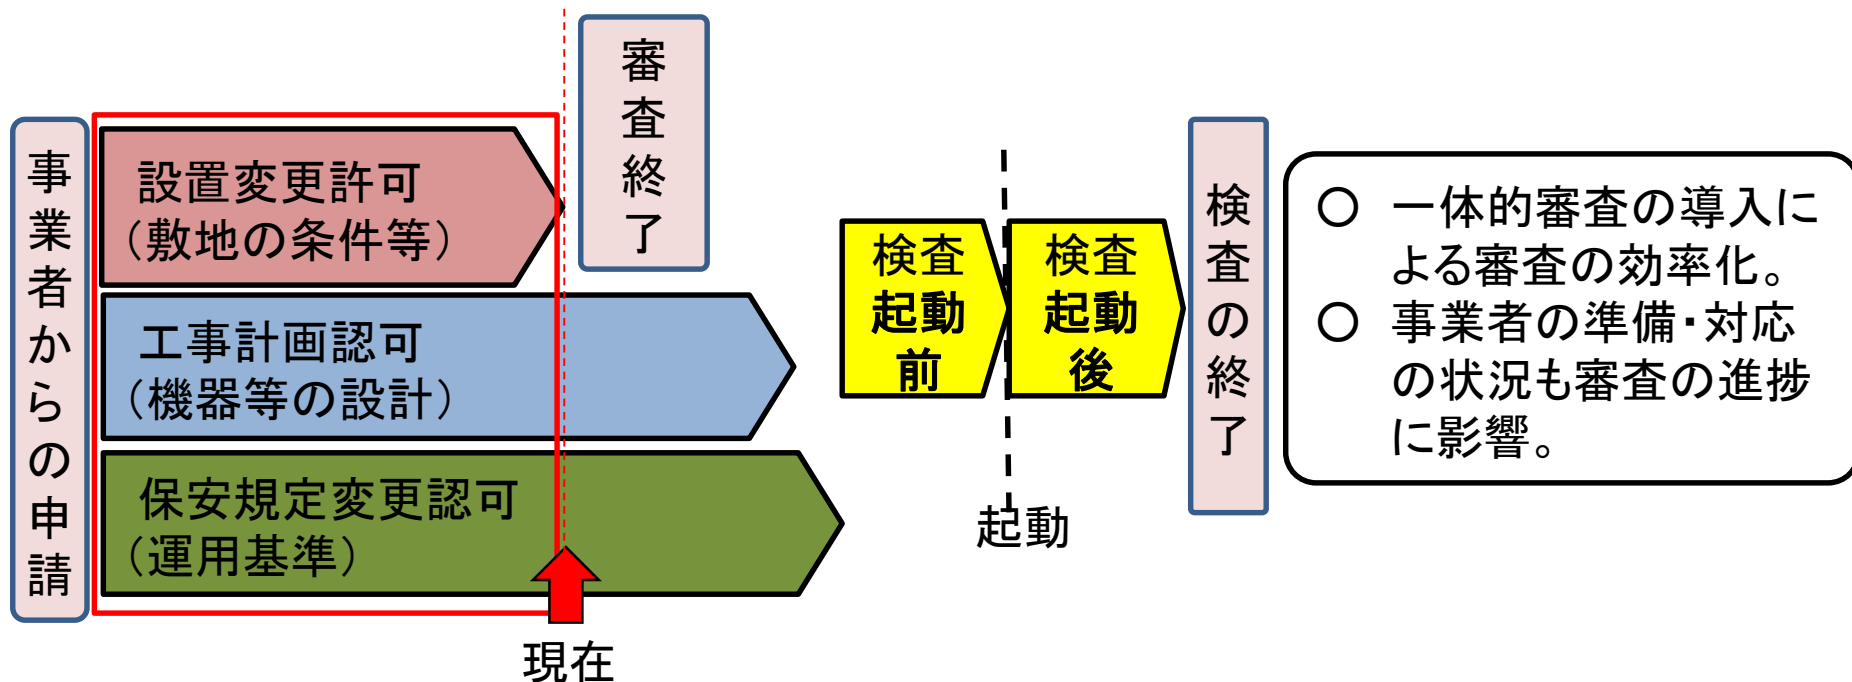 事業者からの申請
設置変更許可
（敷地の条件等）
工事計画認可
（機器等の設計）
保安規定変更認可
（運用基準）
現在
審査終了
検査
起動
前
検査
起動
後
起動
検査の終了
○ 一体的審査の導入に
よる審査の効率化。
○ 事業者の準備・対応
の状況も審査の進捗
に影響。